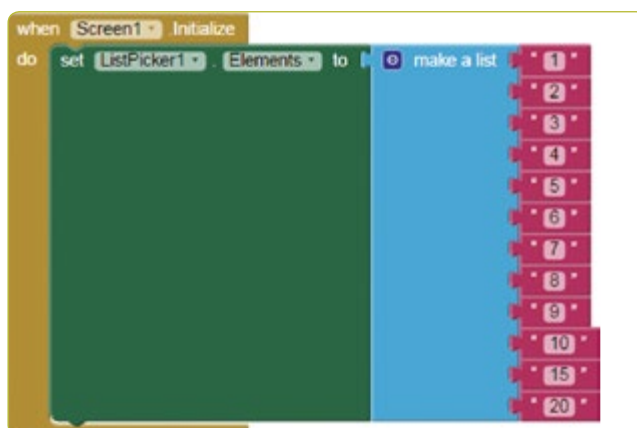 when Screen1 .Initialize
do set ListPicker1 . Elements to make a list " 1 "
" 2 "
" 3 "
" 4 "
" 5 "
" 6 "
" 7 "
" 8 "
" 9 "
" 10 "
" 15 "
" 20 "